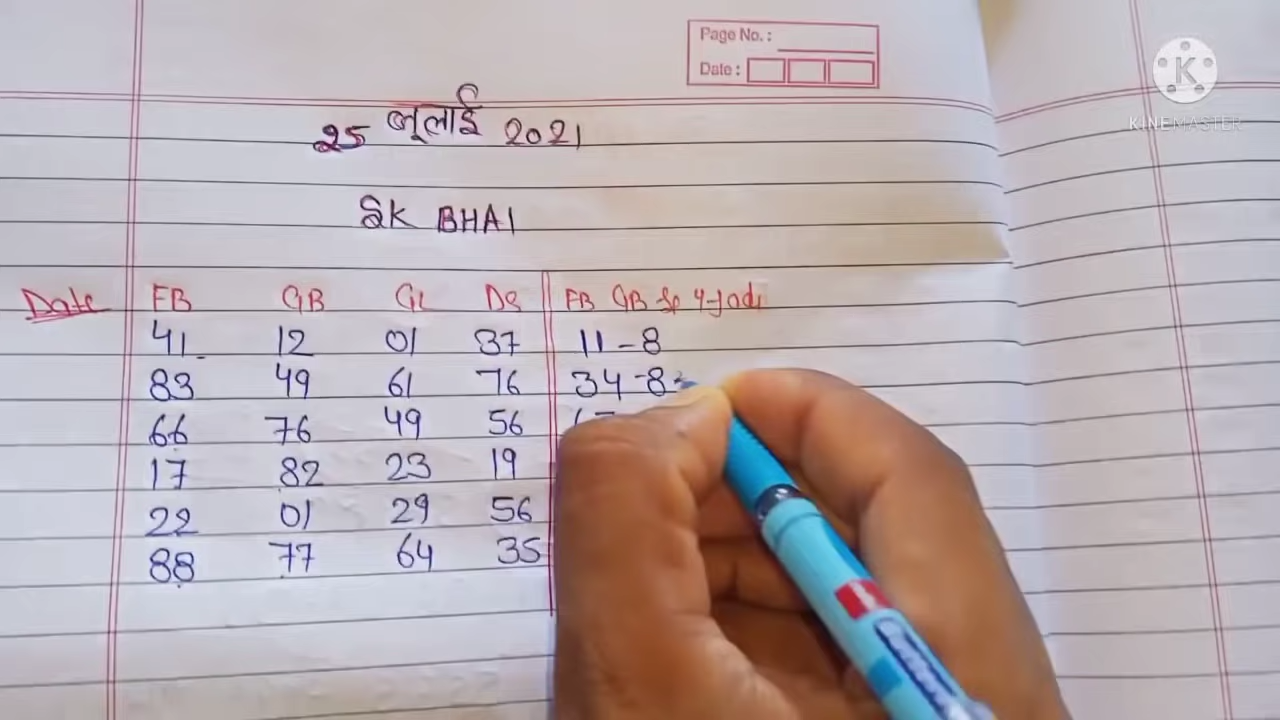 Page No. :
Date :
KINEMASTER
25 जूलाई 2021
SK BHAI
Date FB GB GL DS FB GB Se 4-Jodi
41 12 01 37 11-8
83 49 61 76 34-8
66 76 49 56
17 82 23 19
22 01 29 56
88 77 64 35